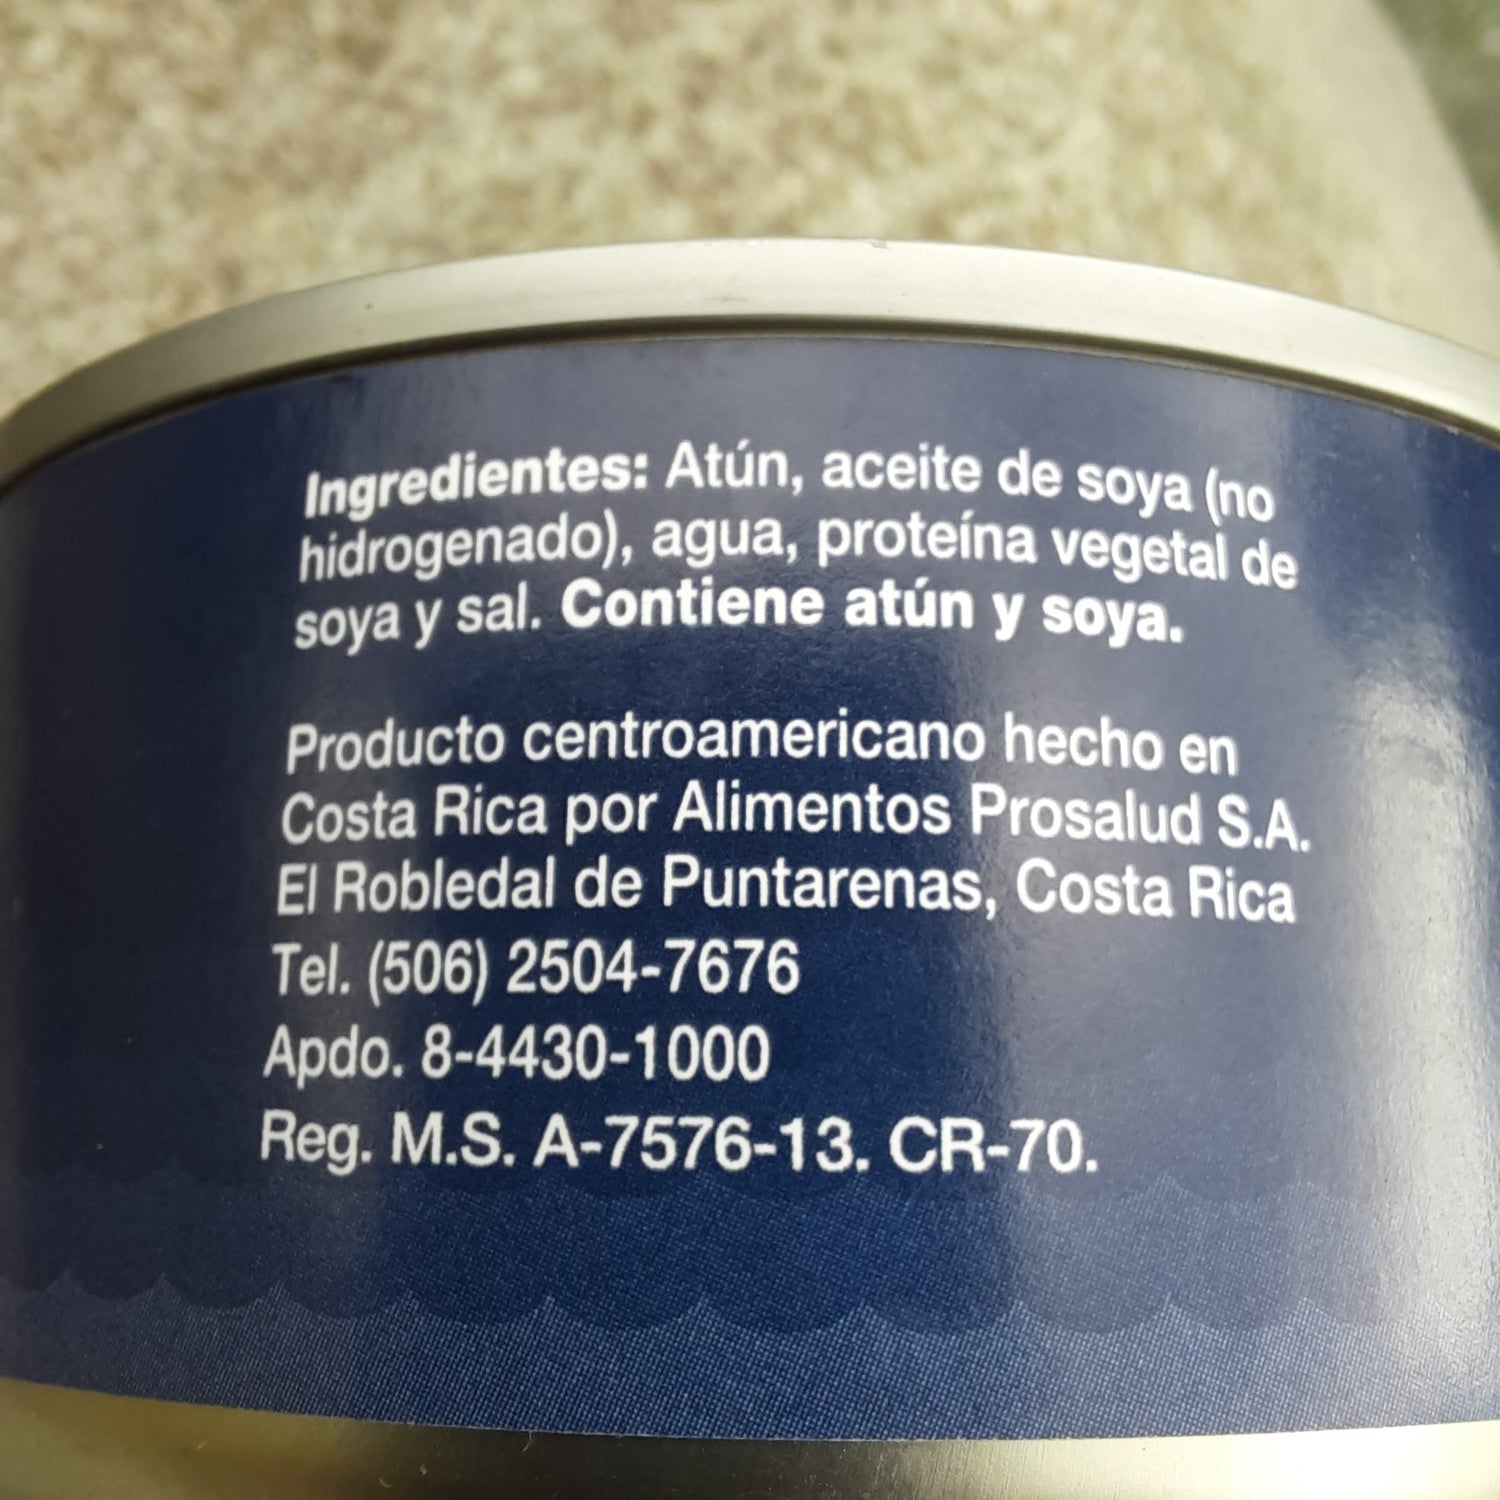 Ingredientes: Atún, aceite de soya (no
hidrogenado), agua, proteína vegetal de
soya y sal. Contiene atún y soya.
Producto centroamericano hecho en
Costa Rica por Alimentos Prosalud S.A.
El Robledal de Puntarenas, Costa Rica
Tel. (506) 2504-7676
Apdo. 8-4430-1000
Reg. M.S. A-7576-13. CR-70.